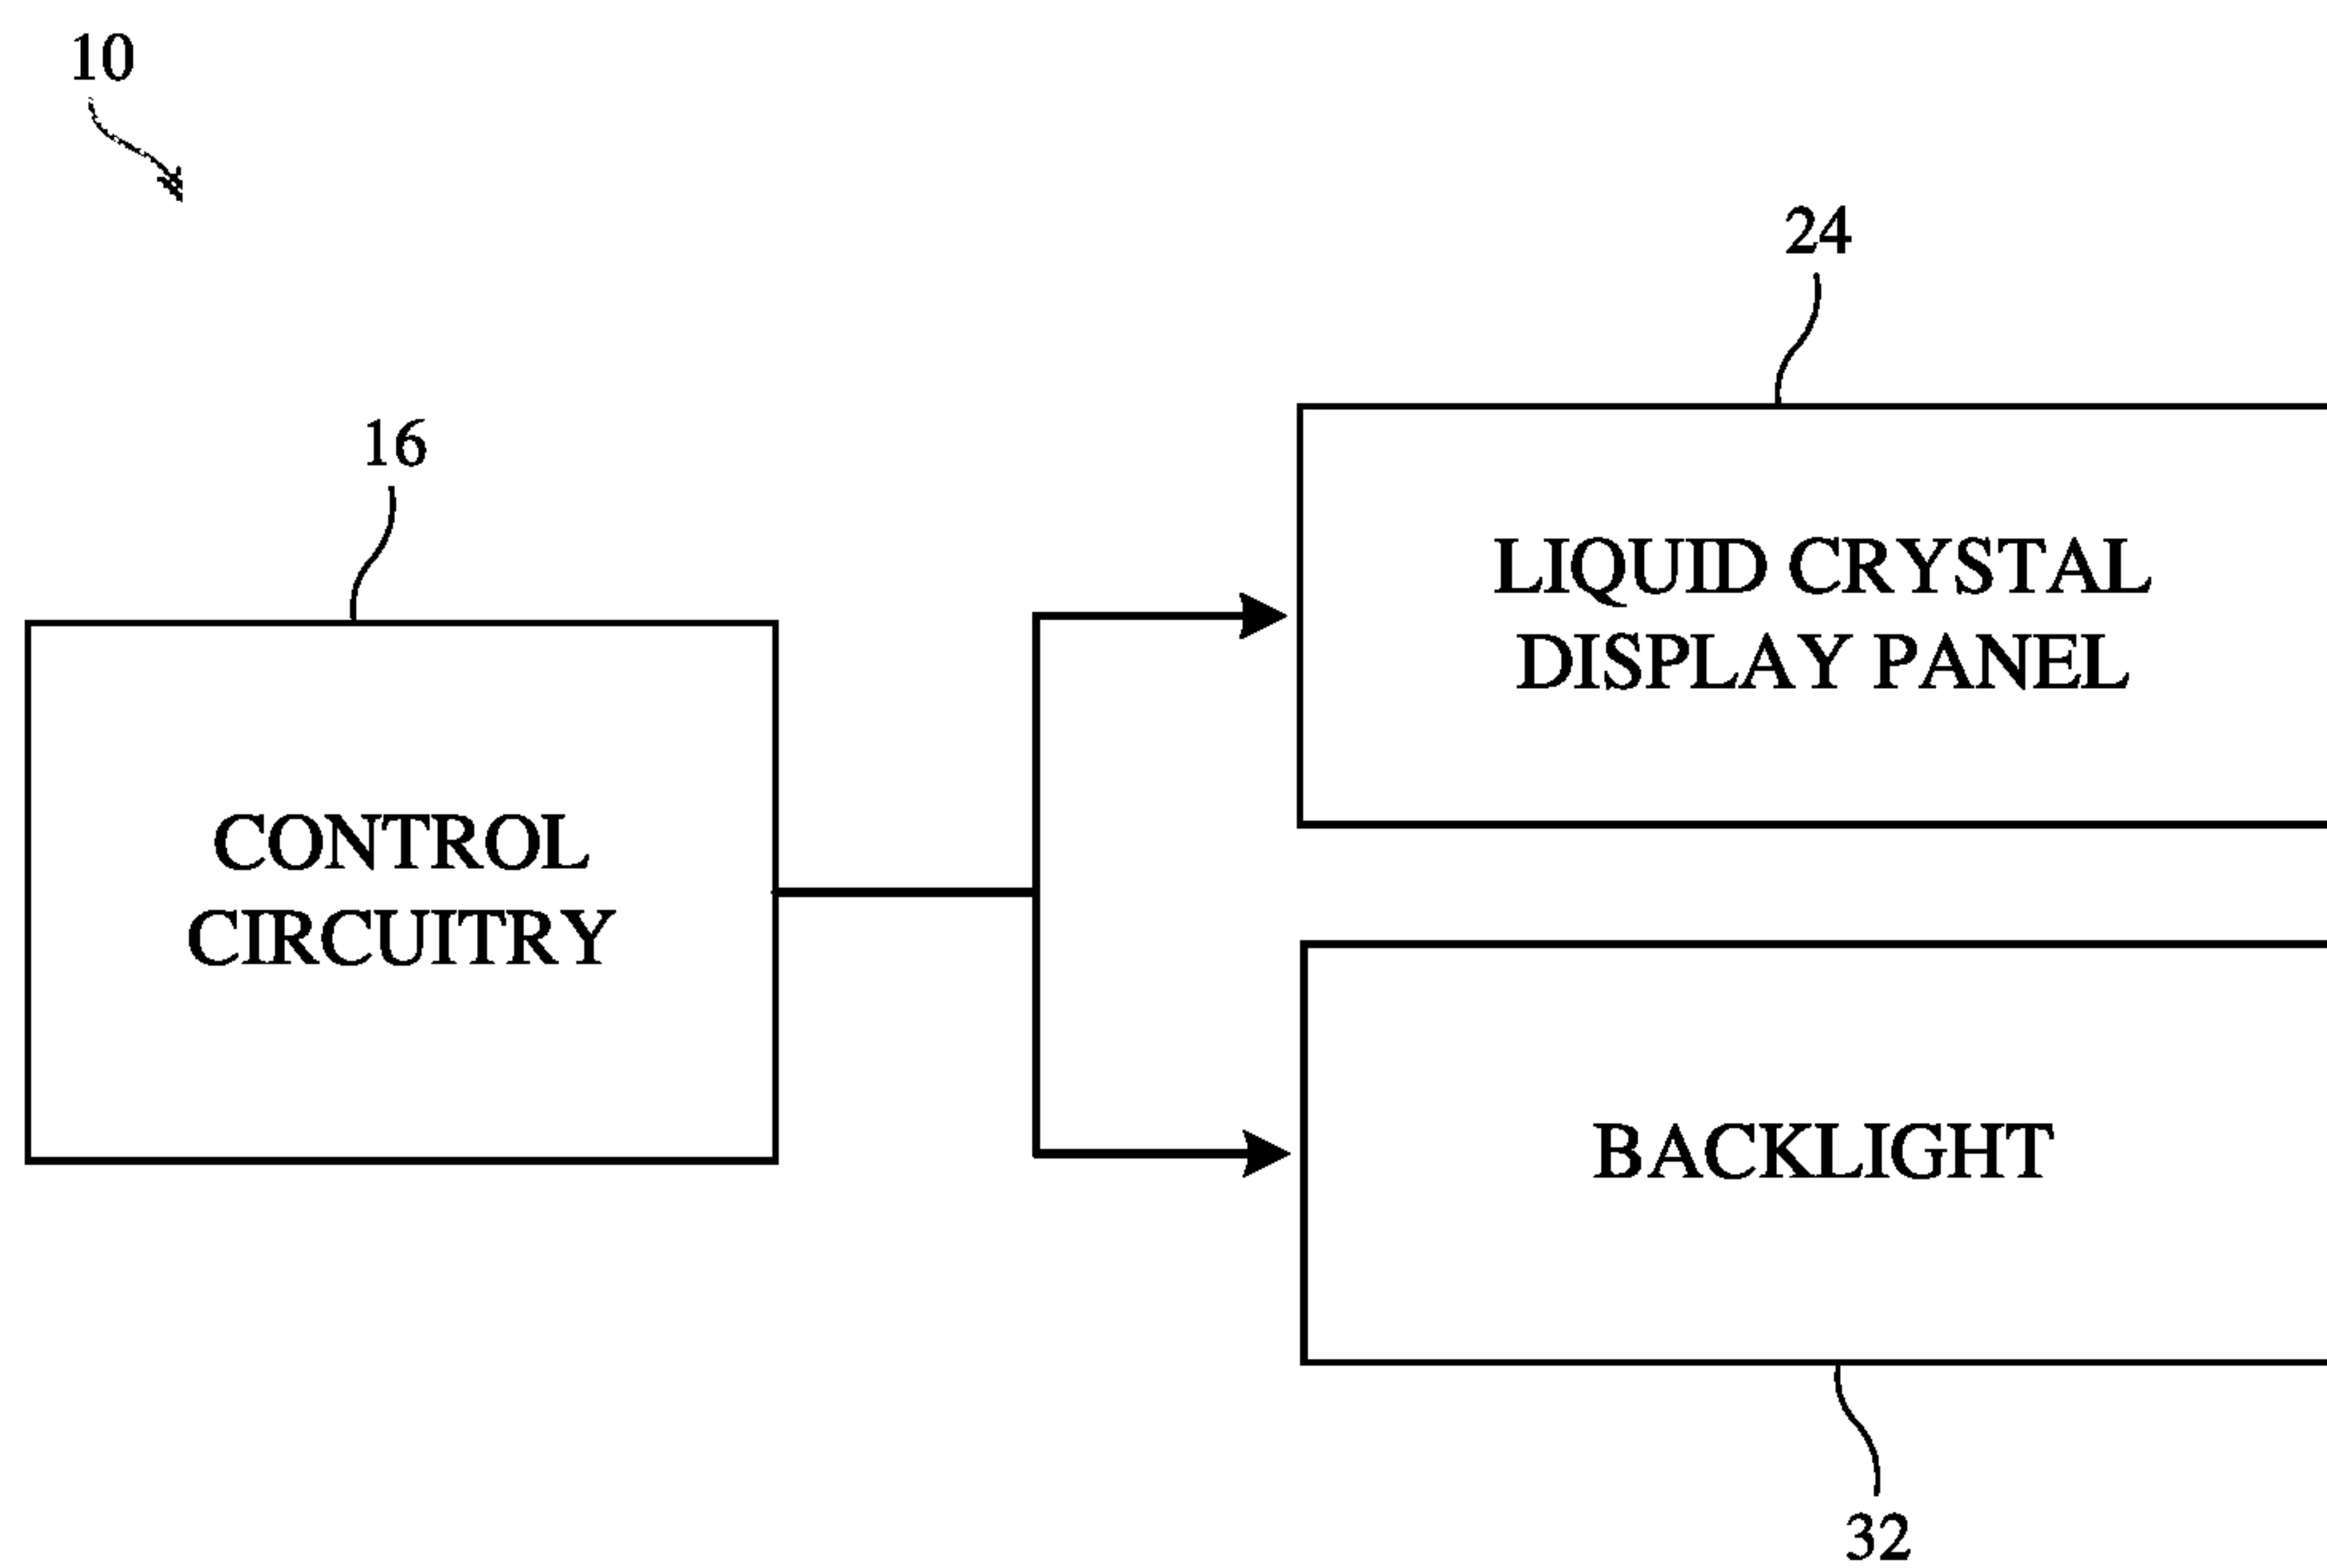 10
24
16
LIQUID CRYSTAL
DISPLAY PANEL
CONTROL
CIRCUITRY
BACKLIGHT
32